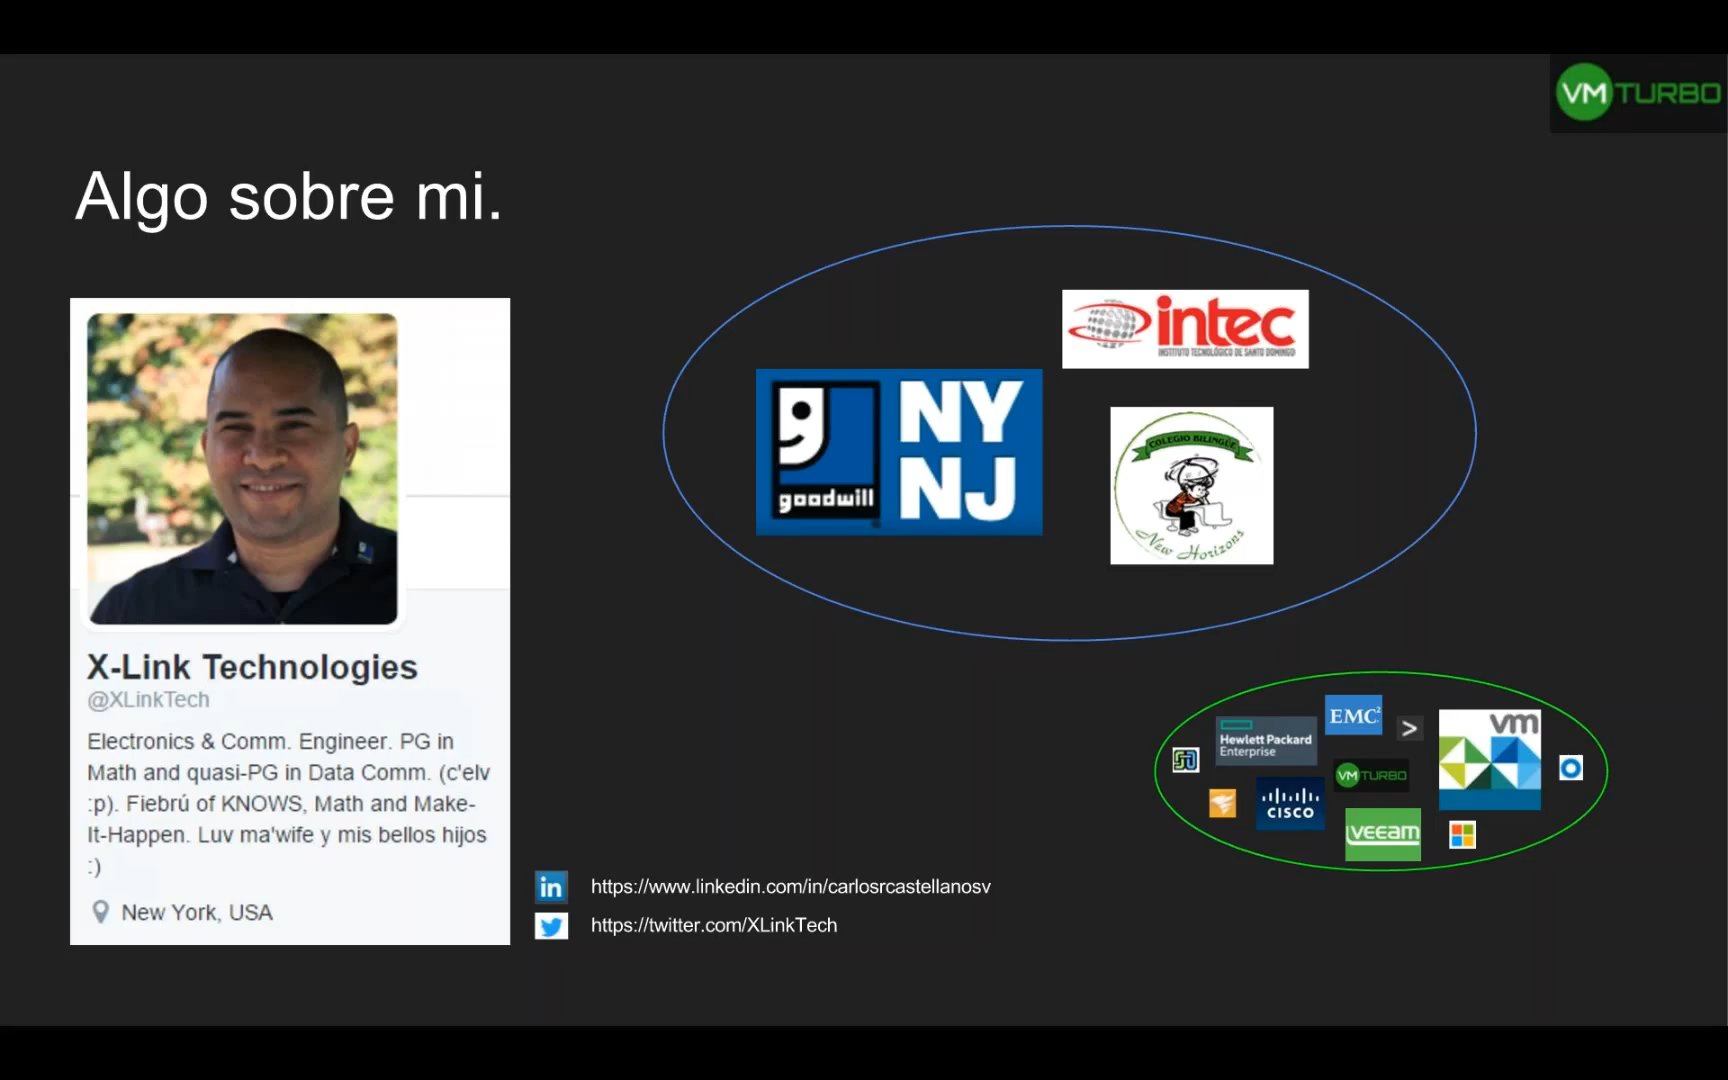 VMTURBO
Algo sobre mi.
intec
INSTITUTO TECNOLÓGICO DE SANTO DOMINGO
goodwill
NY
NJ
COLEGIO BILINGÜE
New Horizons
X-Link Technologies
@XLinkTech
Electronics & Comm. Engineer. PG in
Math and quasi-PG in Data Comm. (c'elv
:p). Fiebrú of KNOWS, Math and Make-
It-Happen. Luv ma'wife y mis bellos hijos
:)
New York, USA
in https://www.linkedin.com/in/carlosrcastellanosv
https://twitter.com/XLinkTech
Hewlett Packard
Enterprise
EMC²
>
vm
VMTURBO
CISCO
veeam